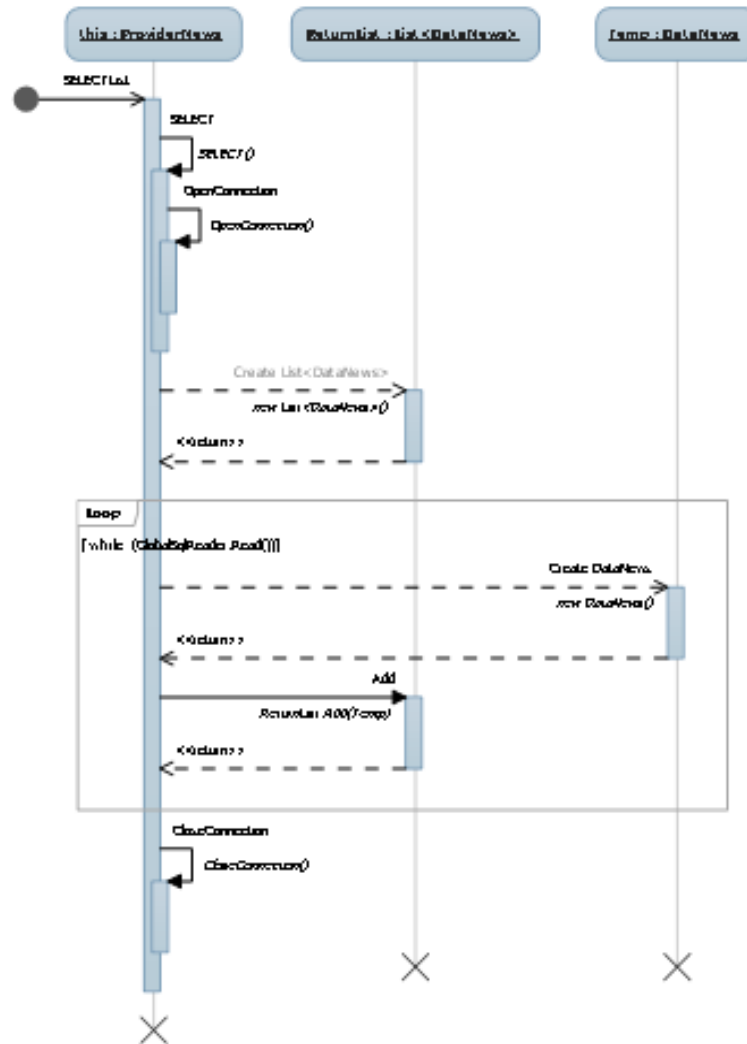 this : ProviderNews
ReturnList : List<DataNews>
Temp : DataNews
SELECTList
SELECT
SELECT()
OpenConnection
OpenConnection()
Create List<DataNews>
new List<DataNews>()
<<return>>
Loop
[while (GlobalSqlReader.Read())]
Create DataNews
new DataNews()
<<return>>
Add
ReturnList.Add(Temp)
<<return>>
CloseConnection
CloseConnection()